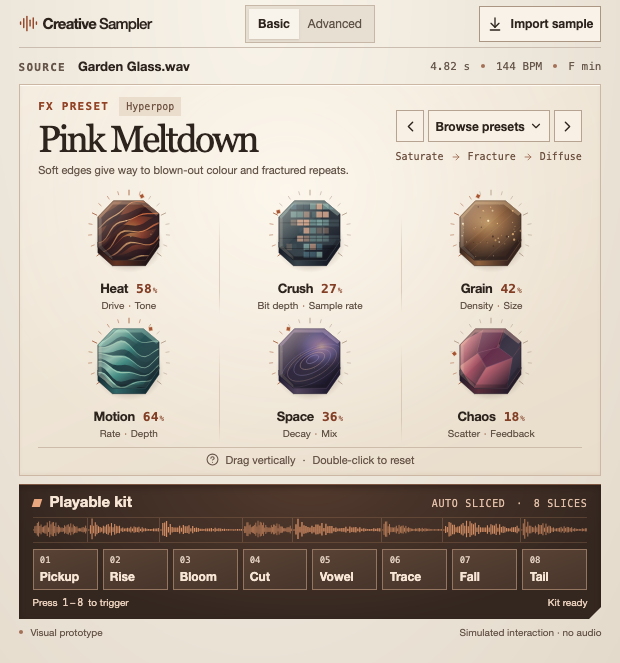 Creative Sampler
Basic Advanced
Import sample
SOURCE Garden Glass.wav
4.82 s • 144 BPM • F min
FX PRESET Hyperpop
Pink Meltdown
Soft edges give way to blown-out colour and fractured repeats.
Browse presets
Saturate → Fracture → Diffuse
Heat 58%
Drive · Tone
Crush 27%
Bit depth · Sample rate
Grain 42%
Density · Size
Motion 64%
Rate · Depth
Space 36%
Decay · Mix
Chaos 18%
Scatter · Feedback
? Drag vertically · Double-click to reset
Playable kit
AUTO SLICED · 8 SLICES
01 Pickup
02 Rise
03 Bloom
04 Cut
05 Vowel
06 Trace
07 Fall
08 Tail
Press 1–8 to trigger
Kit ready
• Visual prototype
Simulated interaction · no audio